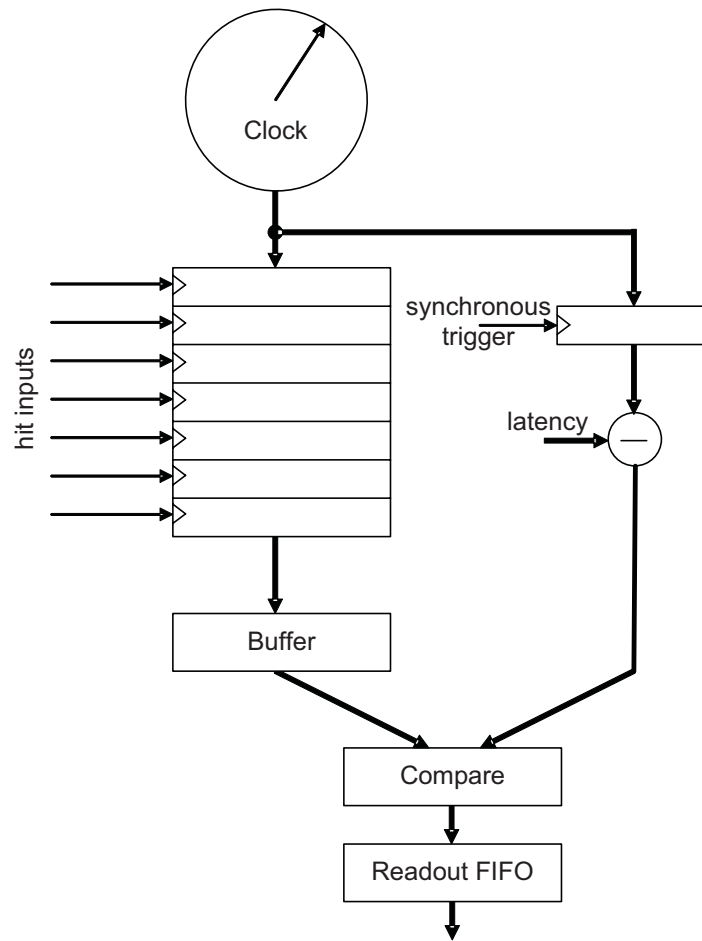 Clock
synchronous
trigger
hit inputs
latency
—
Buffer
Compare
Readout FIFO